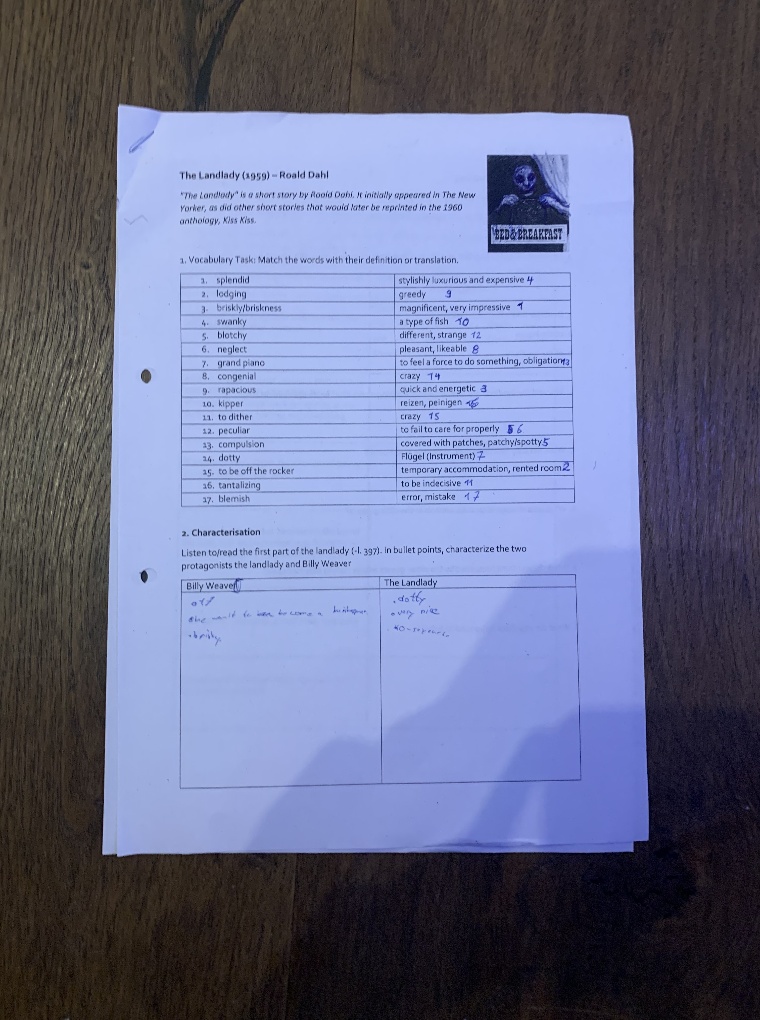 The Landlady (1959) – Roald Dahl
"The Landlady" is a short story by Roald Dahl. It initially appeared in The New
Yorker, as did other short stories that would later be reprinted in the 1960
anthology, Kiss Kiss.
BED & BREAKFAST
1. Vocabulary Task: Match the words with their definition or translation.
1. splendid stylishly luxurious and expensive 4
2. lodging greedy 9
3. briskly/briskness magnificent, very impressive 1
4. swanky a type of fish 10
5. blotchy different, strange 12
6. neglect pleasant, likeable 8
7. grand piano to feel a force to do something, obligation 13
8. congenial crazy 14
9. rapacious quick and energetic 3
10. kipper reizen, peinigen 16
11. to dither crazy 15
12. peculiar to fail to care for properly 6
13. compulsion covered with patches, patchy/spotty 5
14. dotty Flügel (Instrument) 7
15. to be off the rocker temporary accommodation, rented room 2
16. tantalizing to be indecisive 11
17. blemish error, mistake 17
2. Characterisation
Listen to/read the first part of the landlady (-l. 397). In bullet points, characterize the two
protagonists the landlady and Billy Weaver
Billy Weaver The Landlady
.dotty
to become a
.very nice